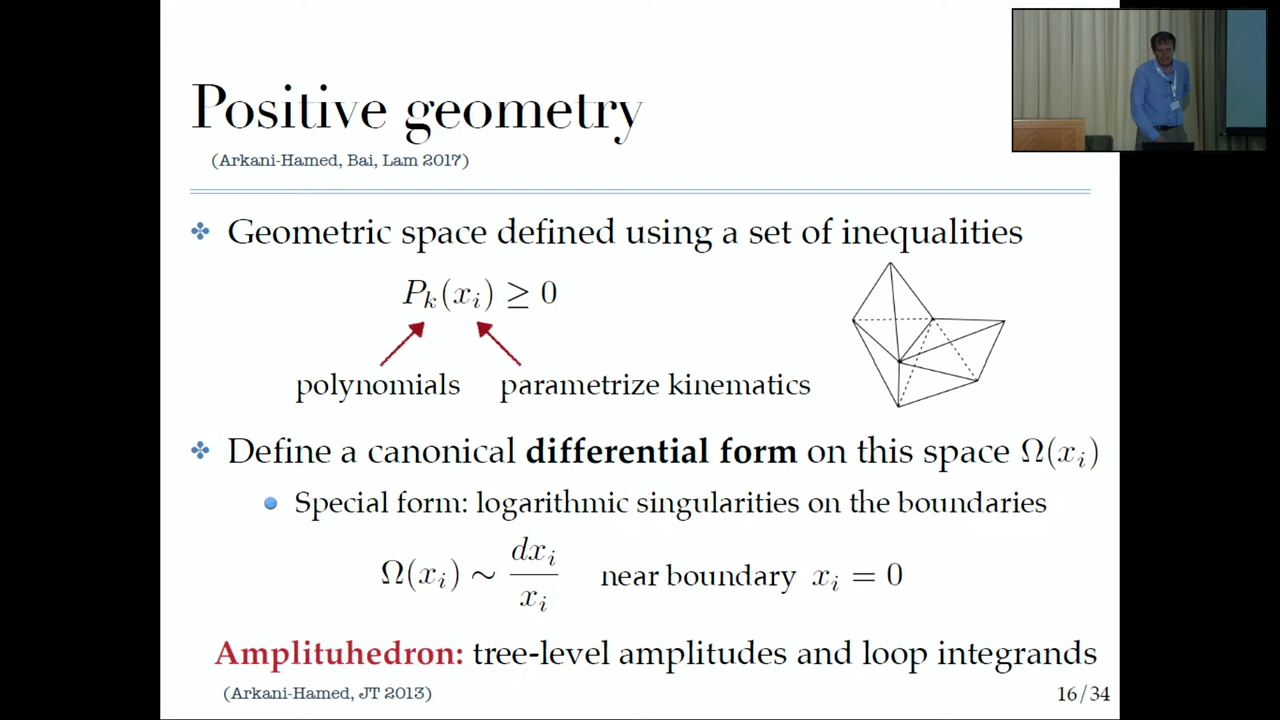 Positive geometry
(Arkani-Hamed, Bai, Lam 2017)
Geometric space defined using a set of inequalities
P_k(x_i) ≥ 0
polynomials parametrize kinematics
Define a canonical differential form on this space Ω(x_i)
Special form: logarithmic singularities on the boundaries
Ω(x_i) ~ dx_i / x_i near boundary x_i = 0
Amplituhedron: tree-level amplitudes and loop integrands
(Arkani-Hamed, JT 2013)
16/34